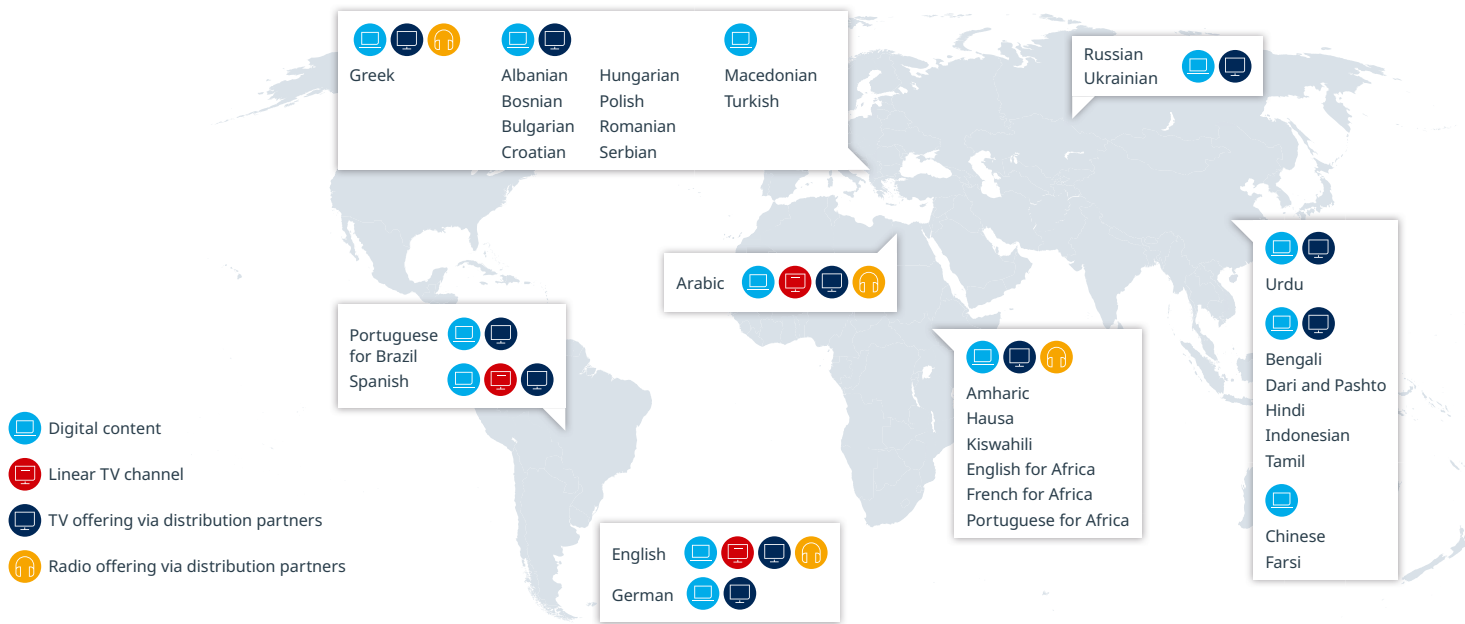 Greek
Albanian
Bosnian
Bulgarian
Croatian
Hungarian
Polish
Romanian
Serbian
Macedonian
Turkish
Russian
Ukrainian
Arabic
Urdu
Bengali
Dari and Pashto
Hindi
Indonesian
Tamil
Chinese
Farsi
Portuguese
for Brazil
Spanish
Amharic
Hausa
Kiswahili
English for Africa
French for Africa
Portuguese for Africa
English
German
Digital content
Linear TV channel
TV offering via distribution partners
Radio offering via distribution partners